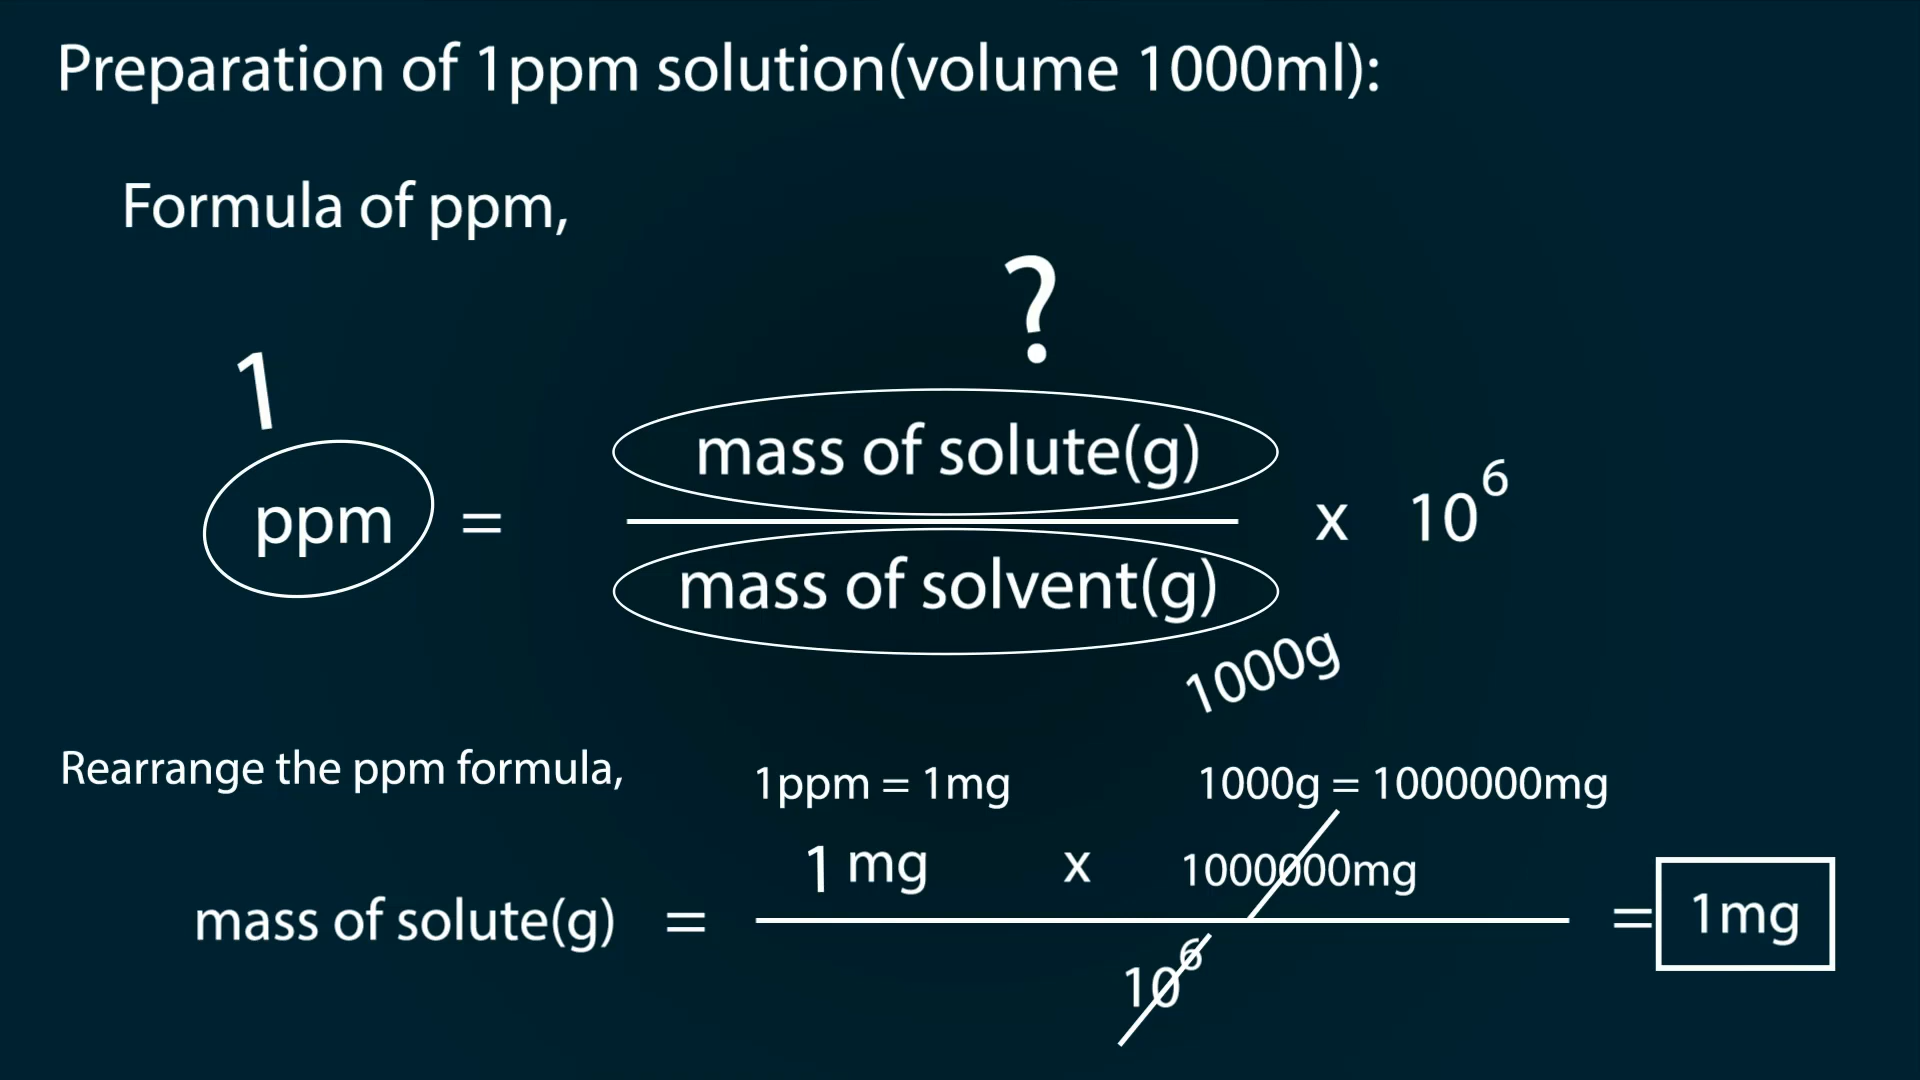 Preparation of 1ppm solution(volume 1000ml):
Formula of ppm,
?
1
mass of solute(g)
ppm = x 10^6
mass of solvent(g)
1000g
Rearrange the ppm formula,
1ppm = 1mg 1000g = 1000000mg
1 mg x 1000000mg
mass of solute(g) = = 1mg
10^6